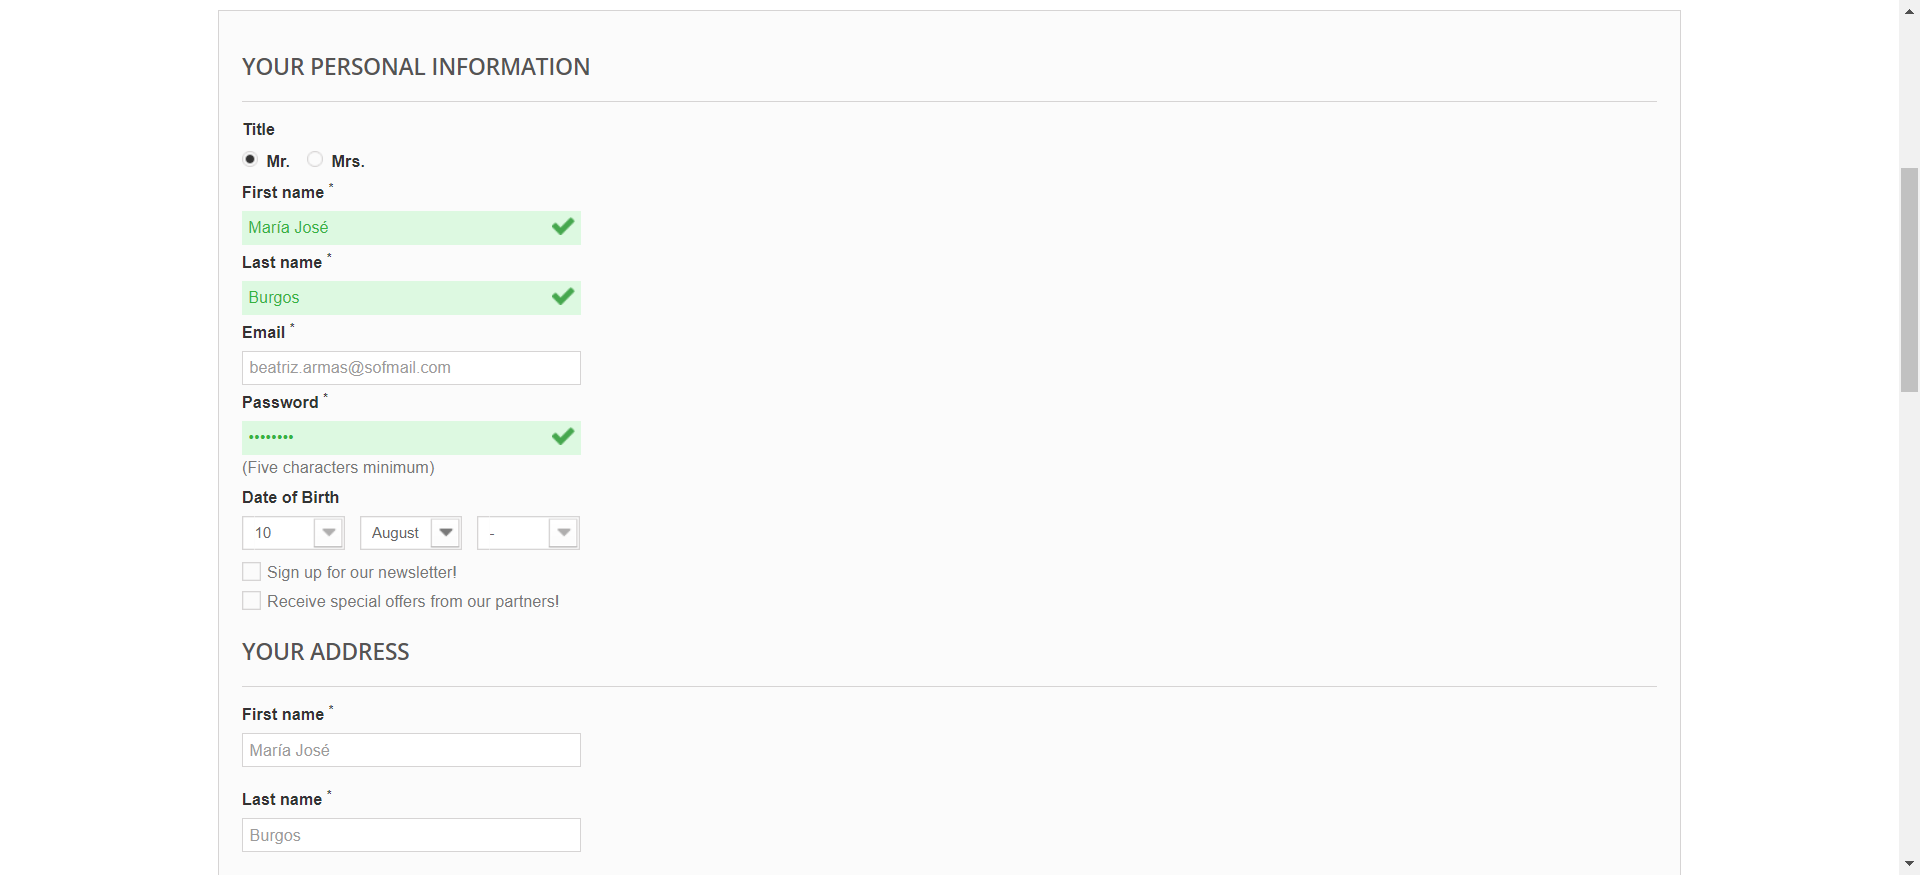 YOUR PERSONAL INFORMATION
Title
Mr. Mrs.
First name *
María José
Last name *
Burgos
Email *
beatriz.armas@sofmail.com
Password *
••••••••
(Five characters minimum)
Date of Birth
10 August -
Sign up for our newsletter!
Receive special offers from our partners!
YOUR ADDRESS
First name *
María José
Last name *
Burgos